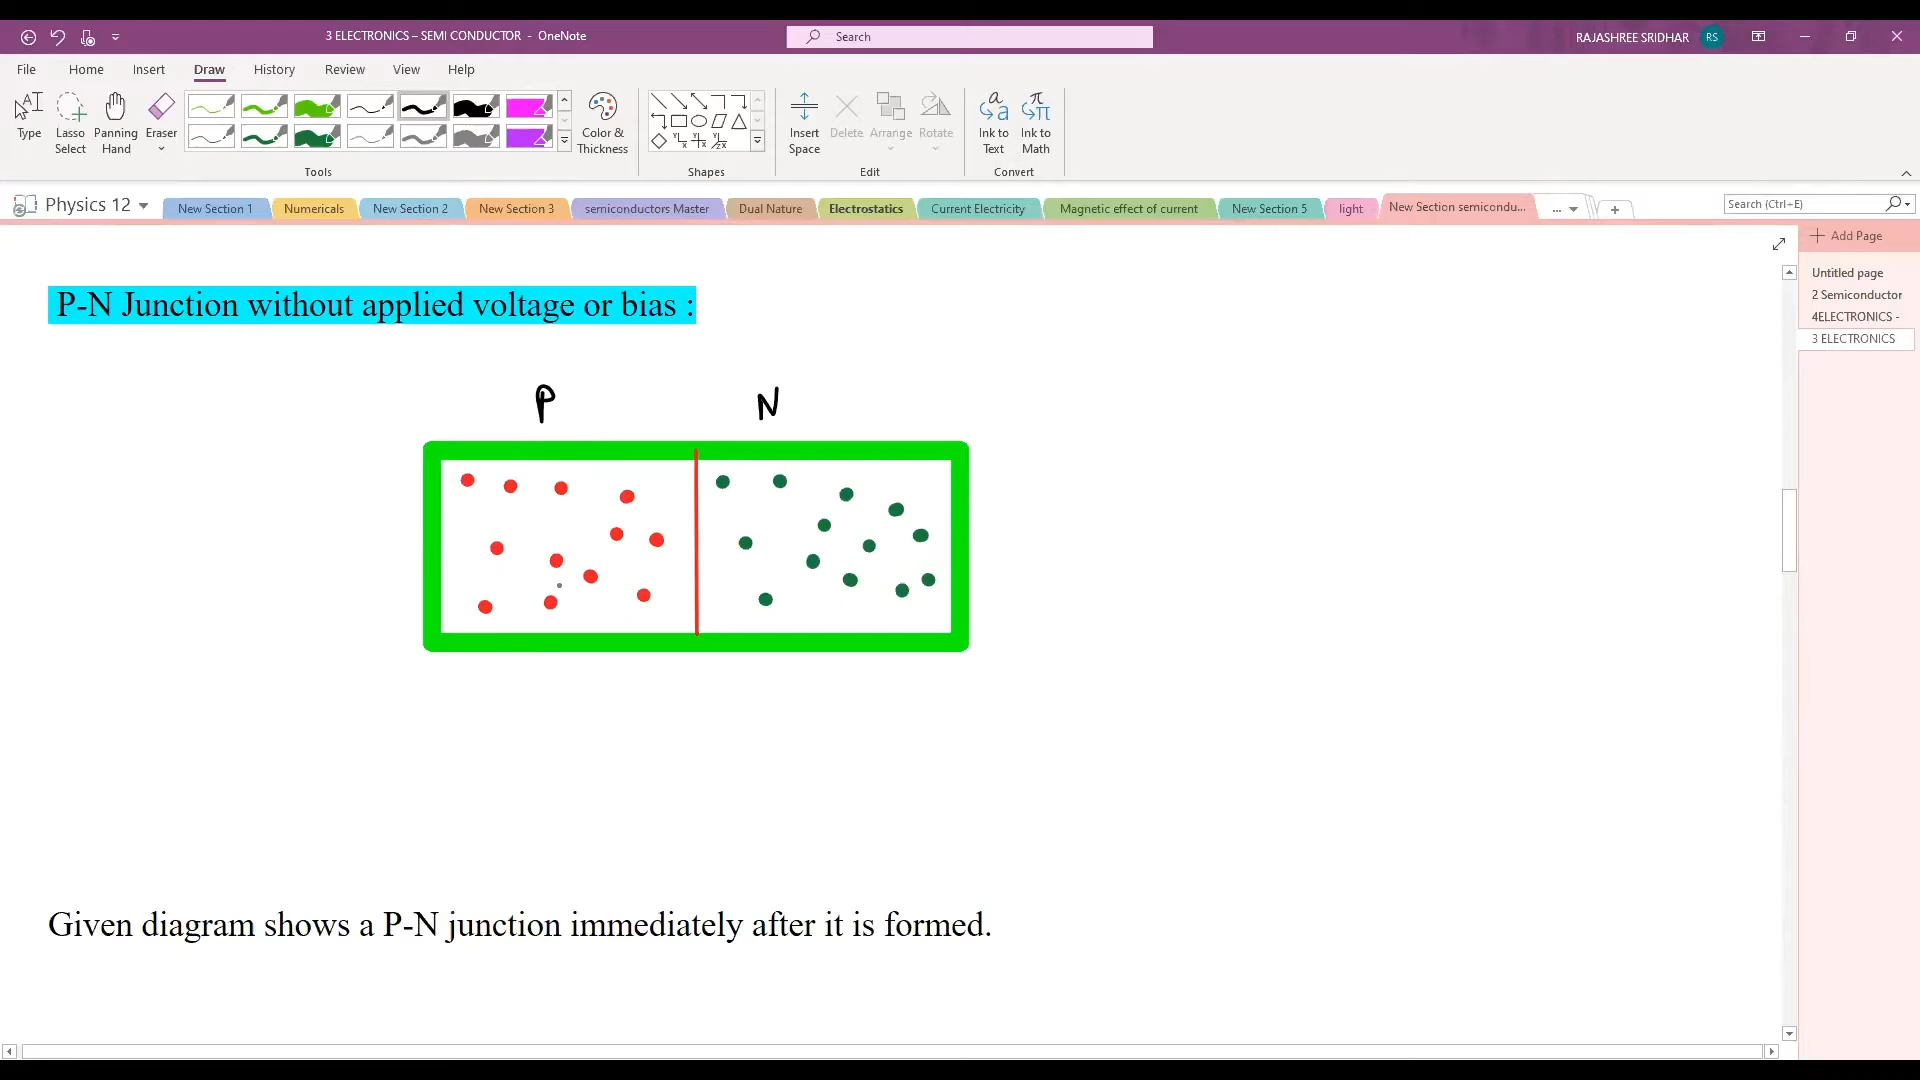 3 ELECTRONICS – SEMI CONDUCTOR - OneNote
Search
RAJASHREE SRIDHAR RS
File Home Insert Draw History Review View Help
Type
Lasso Select
Panning Hand
Eraser
Color & Thickness
Insert Space
Delete
Arrange
Rotate
Ink to Text
Ink to Math
Tools
Shapes
Edit
Convert
Physics 12
New Section 1 Numericals New Section 2 New Section 3 semiconductors Master Dual Nature Electrostatics Current Electricity Magnetic effect of current New Section 5 light New Section semicondu... ...
Search (Ctrl+E)
Add Page
Untitled page
2 Semiconductor
4ELECTRONICS -
3 ELECTRONICS
P-N Junction without applied voltage or bias :
P N
Given diagram shows a P-N junction immediately after it is formed.